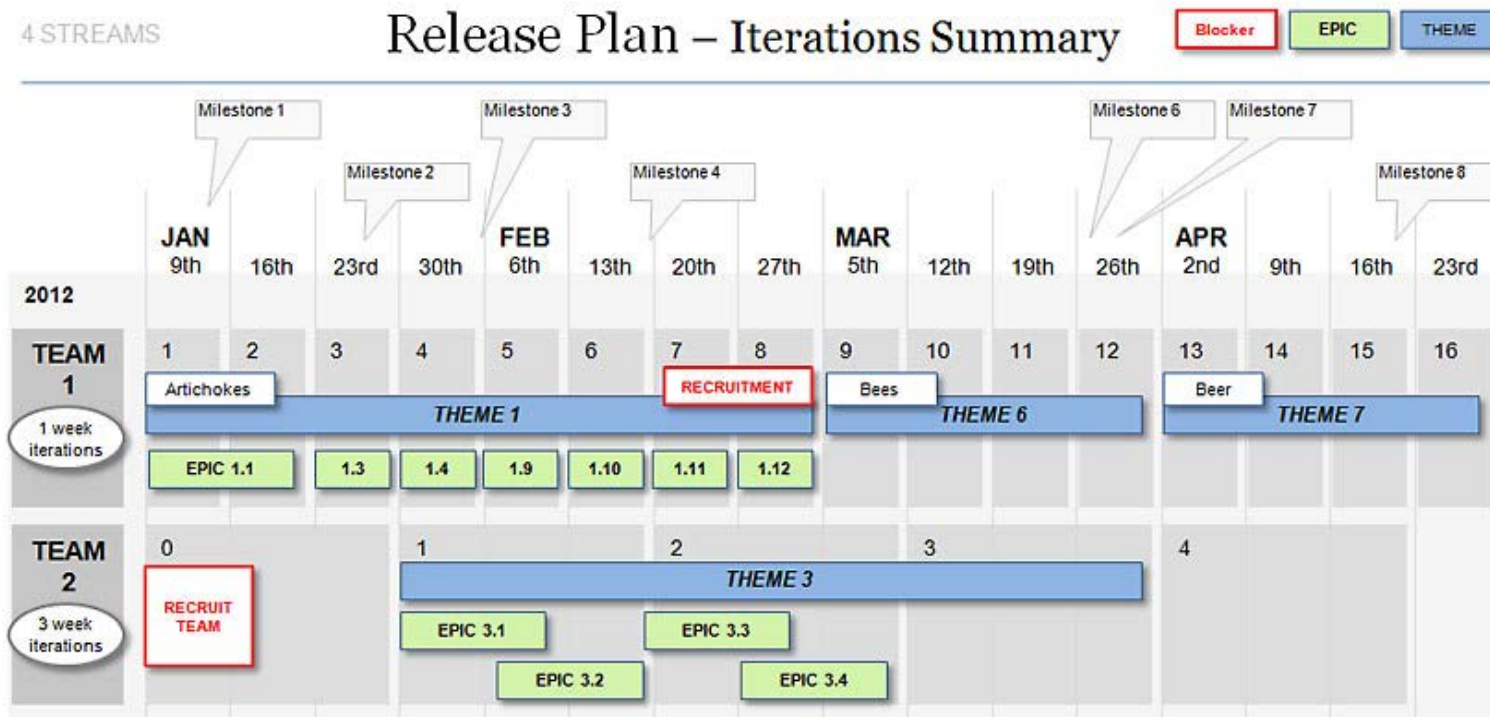 4 STREAMS
Release Plan – Iterations Summary
Blocker
EPIC
THEME
Milestone 1
Milestone 3
Milestone 6
Milestone 7
Milestone 2
Milestone 4
Milestone 8
JAN
FEB
MAR
APR
9th 16th 23rd 30th 6th 13th 20th 27th 5th 12th 19th 26th 2nd 9th 16th 23rd
2012
TEAM
1
1 week
iterations
1 2 3 4 5 6 7 8 9 10 11 12 13 14 15 16
Artichokes
RECRUITMENT
Bees
Beer
THEME 1
THEME 6
THEME 7
EPIC 1.1
1.3
1.4
1.9
1.10
1.11
1.12
TEAM
2
3 week
iterations
0 1 2 3 4
RECRUIT
TEAM
THEME 3
EPIC 3.1
EPIC 3.3
EPIC 3.2
EPIC 3.4